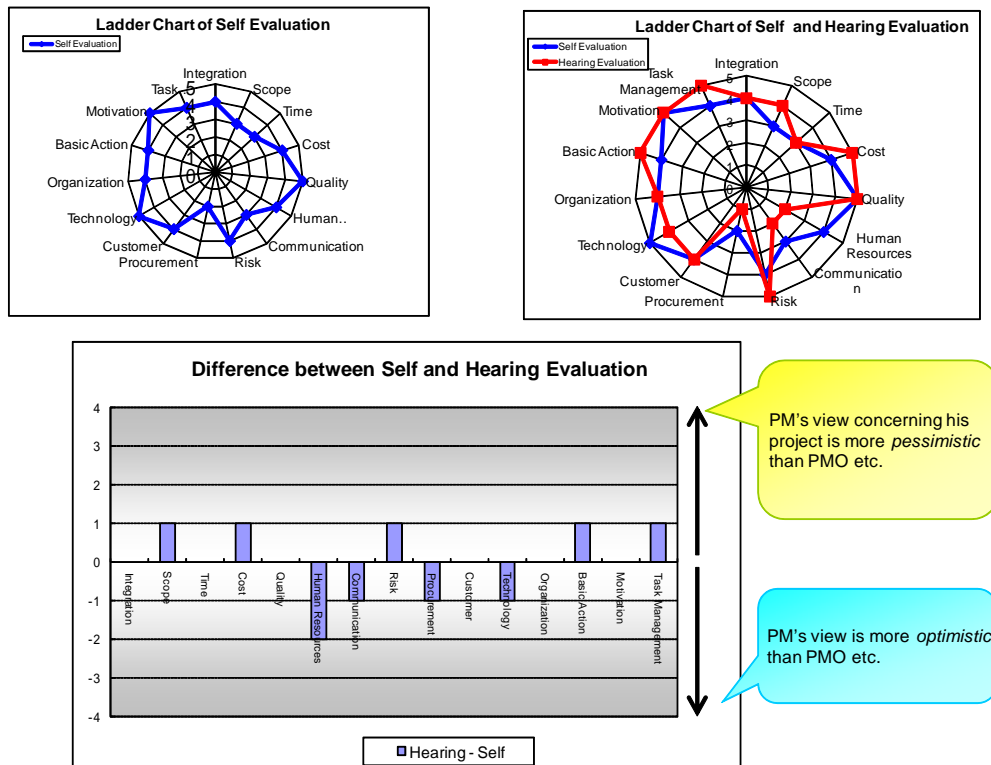 Ladder Chart of Self Evaluation
Self Evaluation
Integration
Scope
Time
Cost
Quality
Human..
Communication
Risk
Procurement
Customer
Technology
Organization
Basic Action
Motivation
Task
5
4
3
2
1
0
Ladder Chart of Self and Hearing Evaluation
Self Evaluation
Hearing Evaluation
Integration
Scope
Time
Cost
Quality
Human
Resources
Communicatio
n
Risk
Procurement
Customer
Technology
Organization
Basic Action
Motivation
Task
Management
5
4
3
2
1
0
Difference between Self and Hearing Evaluation
4
3
2
1
0
-1
-2
-3
-4
Integration
Scope
Time
Cost
Quality
Human Resources
Communication
Risk
Procurement
Customer
Technology
Organization
Basic Action
Motivation
Task Management
Hearing - Self
PM's view concerning his
project is more pessimistic
than PMO etc.
PM's view is more optimistic
than PMO etc.